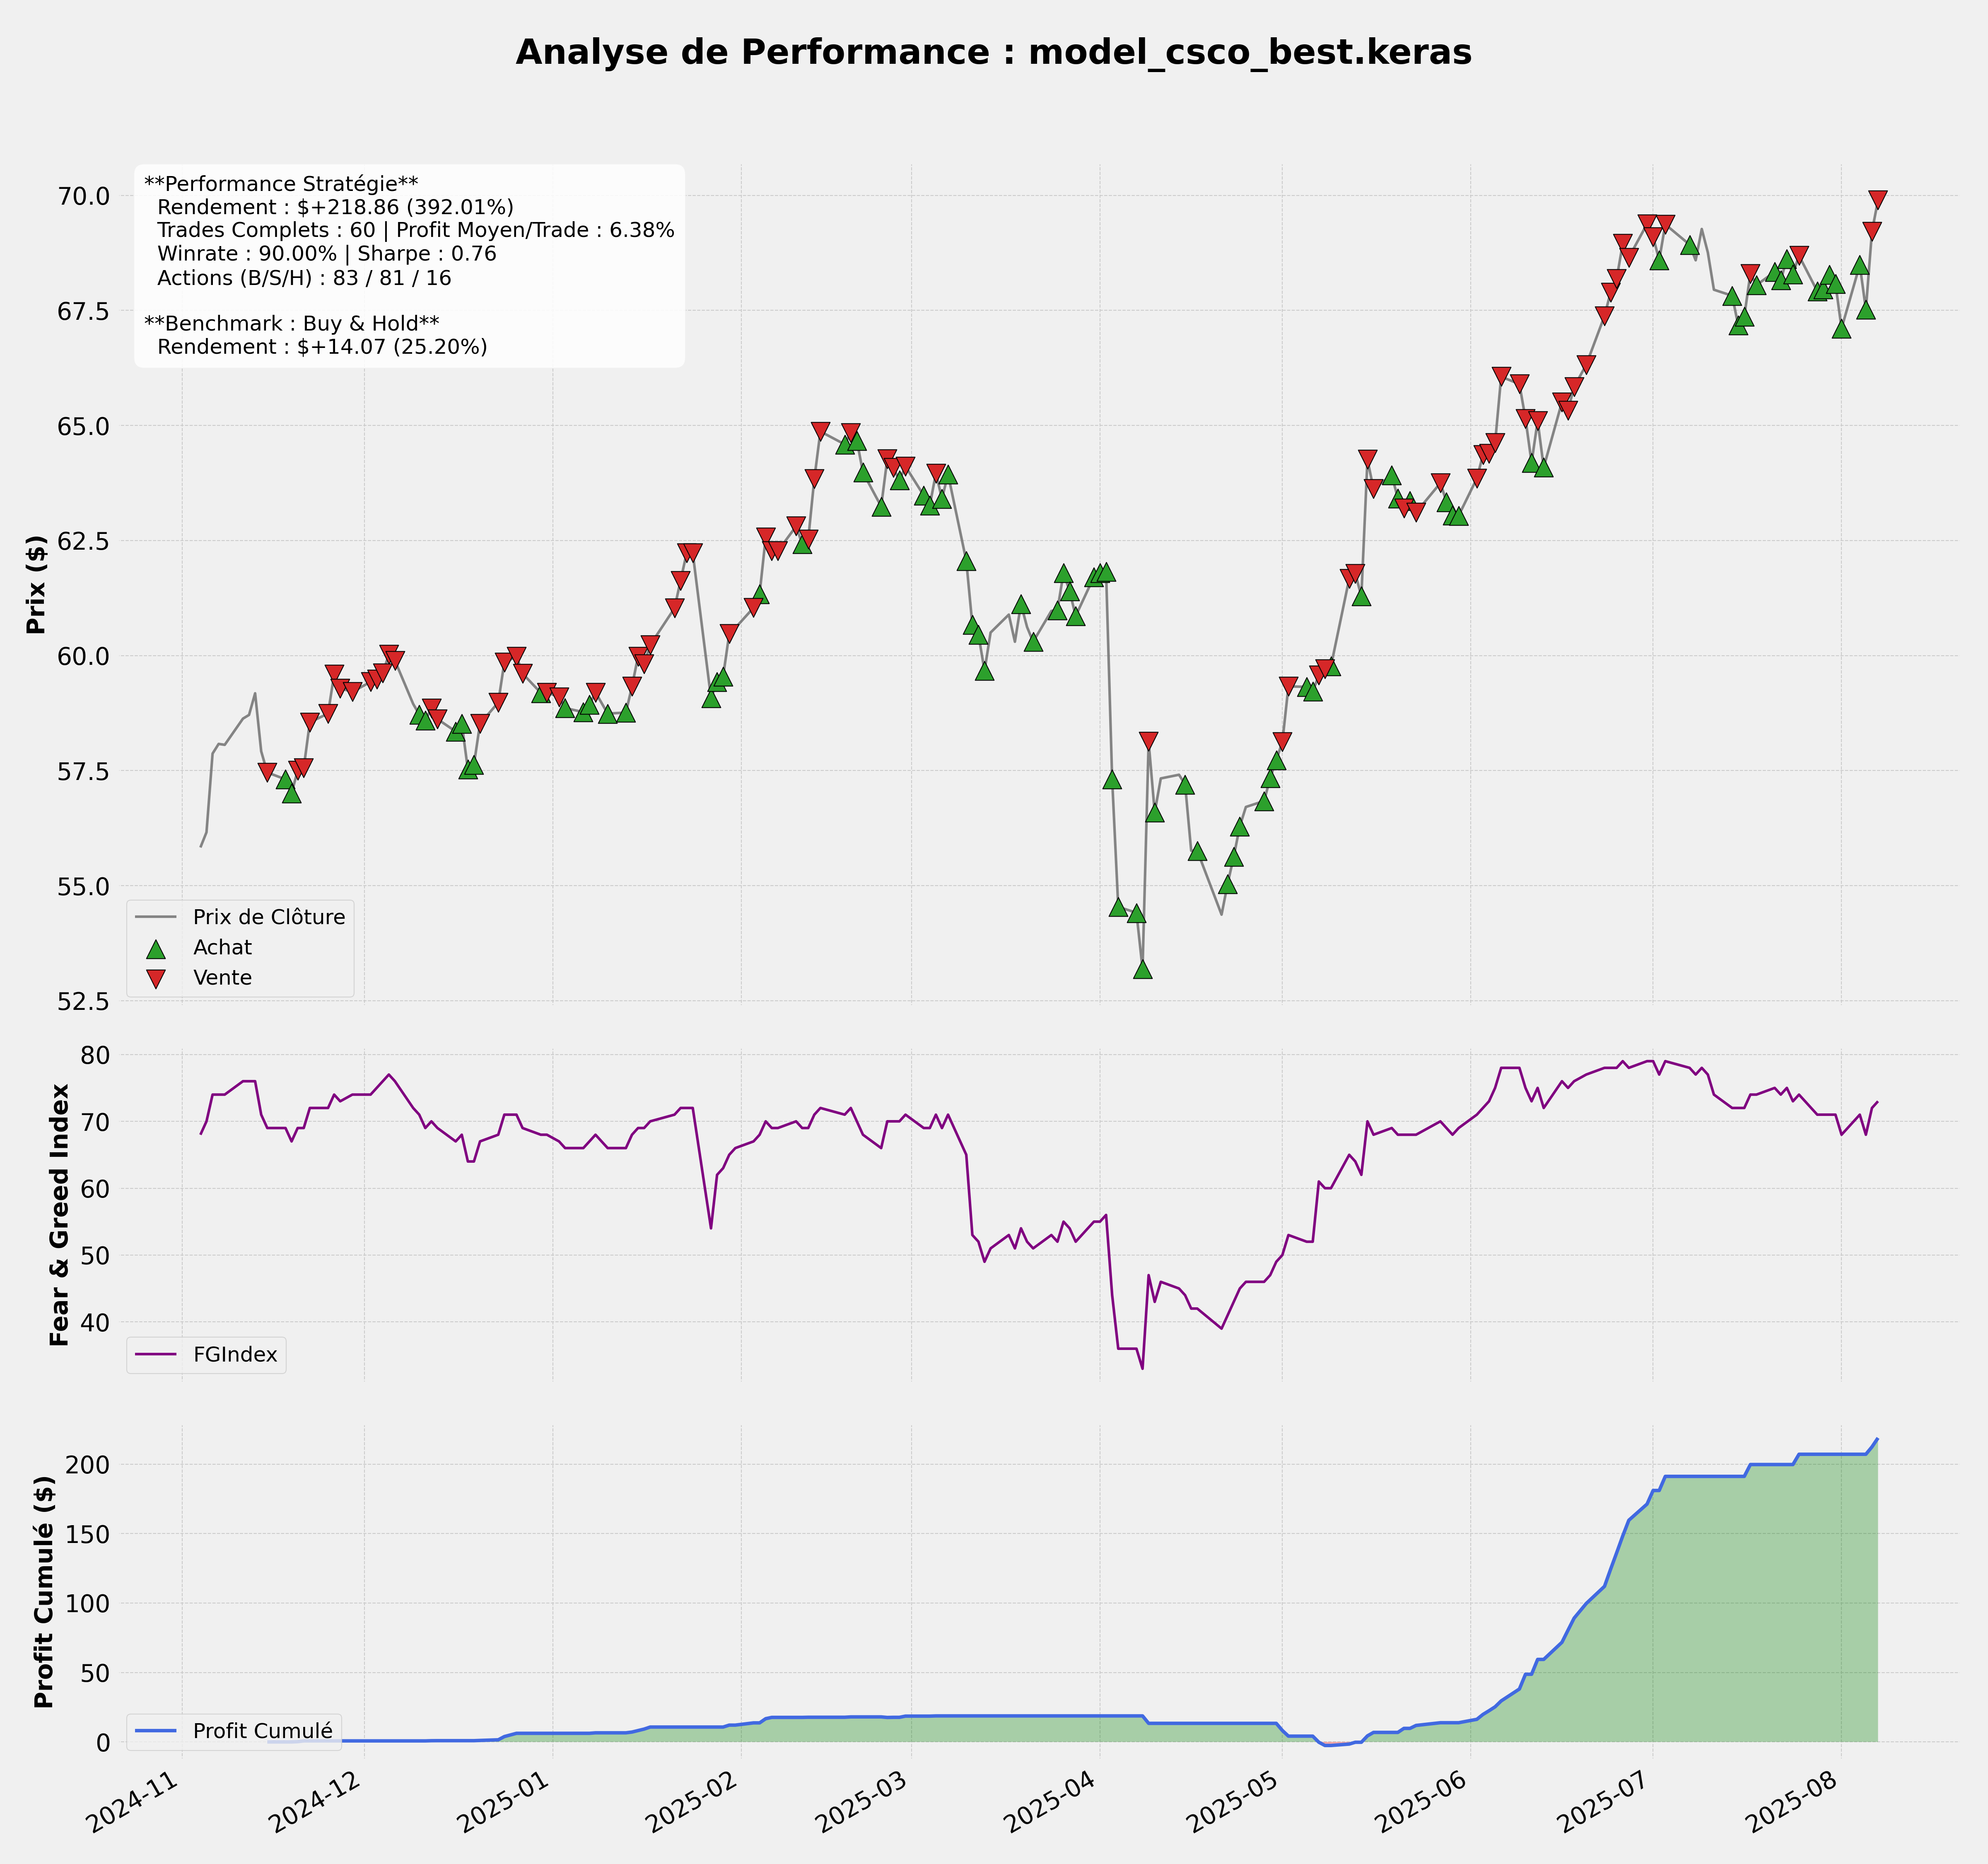 Analyse de Performance : model_csco_best.keras
**Performance Stratégie**
Rendement : $+218.86 (392.01%)
Trades Complets : 60 | Profit Moyen/Trade : 6.38%
Winrate : 90.00% | Sharpe : 0.76
Actions (B/S/H) : 83 / 81 / 16
**Benchmark : Buy & Hold**
Rendement : $+14.07 (25.20%)
Prix ($)
70.0
67.5
65.0
62.5
60.0
57.5
55.0
52.5
Prix de Clôture
Achat
Vente
Fear & Greed Index
80
70
60
50
40
FGIndex
Profit Cumulé ($)
200
150
100
50
0
Profit Cumulé
2024-11
2024-12
2025-01
2025-02
2025-03
2025-04
2025-05
2025-06
2025-07
2025-08